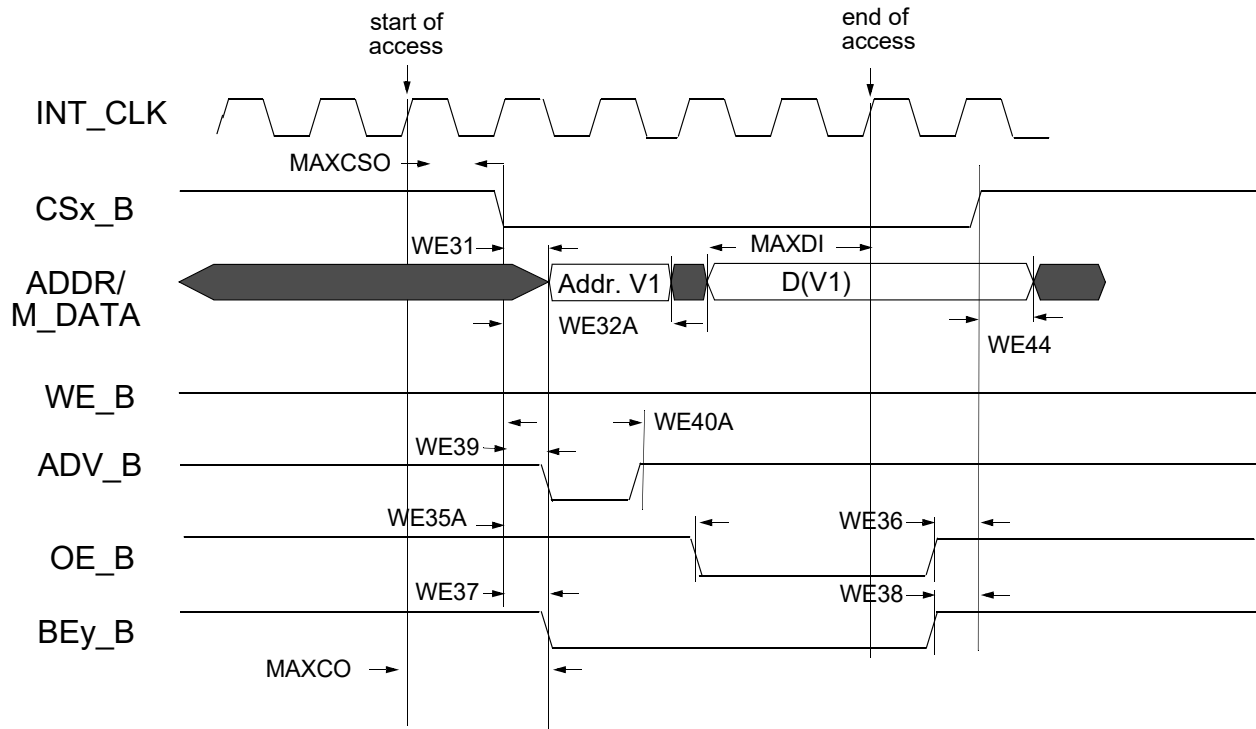 start of
access
end of
access
INT_CLK
MAXCSO
CSx_B
WE31
MAXDI
ADDR/
M_DATA
Addr. V1
D(V1)
WE32A
WE44
WE_B
WE40A
WE39
ADV_B
WE35A
WE36
OE_B
WE37
WE38
BEy_B
MAXCO